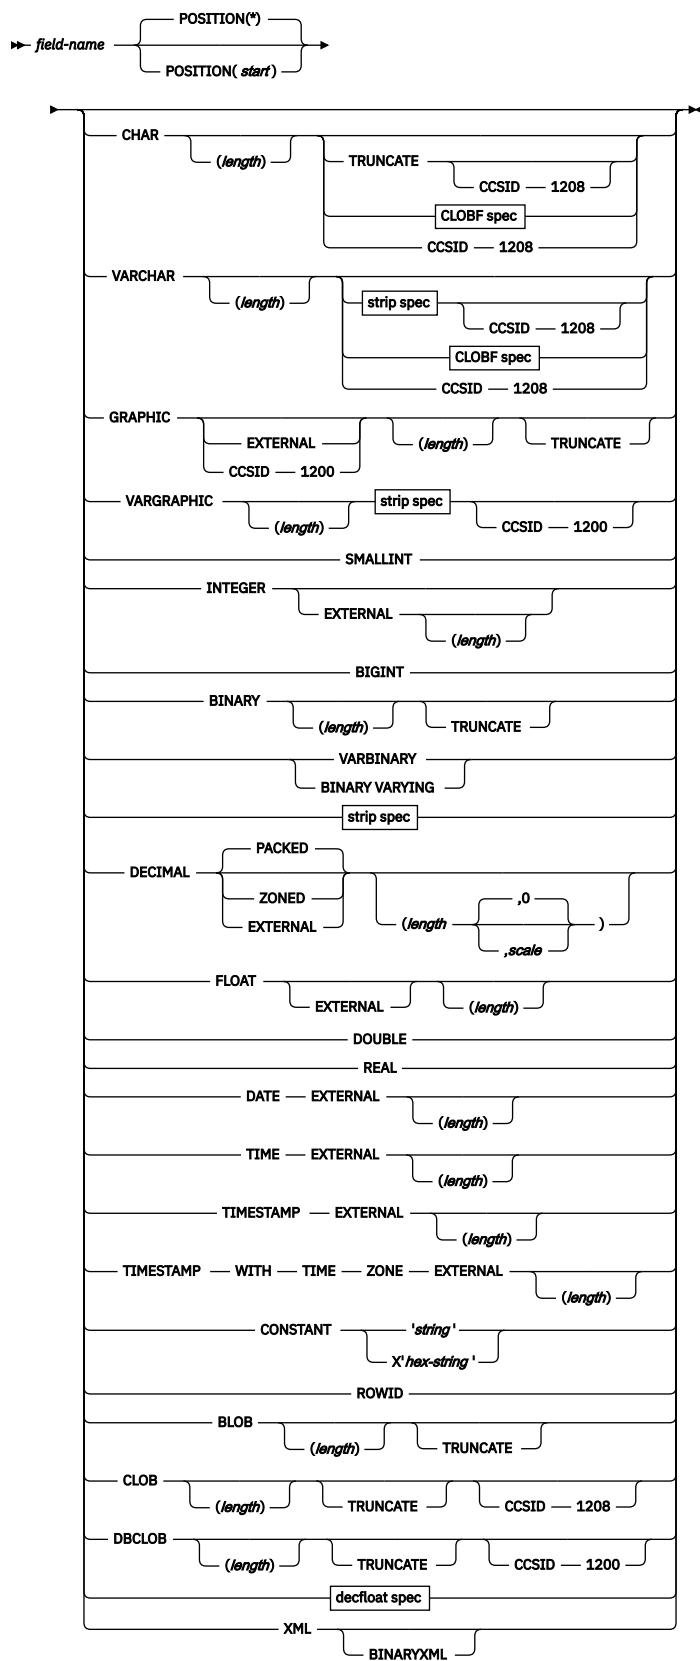 POSITION(*)
field-name
POSITION( start )
CHAR
(length)
TRUNCATE
CCSID 1208
CLOBF spec
CCSID 1208
VARCHAR
(length)
strip spec
CCSID 1208
CLOBF spec
CCSID 1208
GRAPHIC
EXTERNAL
CCSID 1200
(length)
TRUNCATE
VARGRAPHIC
(length)
strip spec
CCSID 1200
SMALLINT
INTEGER
EXTERNAL
(length)
BIGINT
BINARY
(length)
TRUNCATE
VARBINARY
BINARY VARYING
strip spec
PACKED
DECIMAL
ZONED
EXTERNAL
,0
(length )
,scale
FLOAT
EXTERNAL
(length)
DOUBLE
REAL
DATE EXTERNAL
(length)
TIME EXTERNAL
(length)
TIMESTAMP EXTERNAL
(length)
TIMESTAMP WITH TIME ZONE EXTERNAL
(length)
CONSTANT 'string '
X'hex-string '
ROWID
BLOB
(length)
TRUNCATE
CLOB
(length)
TRUNCATE
CCSID 1208
DBCLOB
(length)
TRUNCATE
CCSID 1200
decfloat spec
XML
BINARYXML